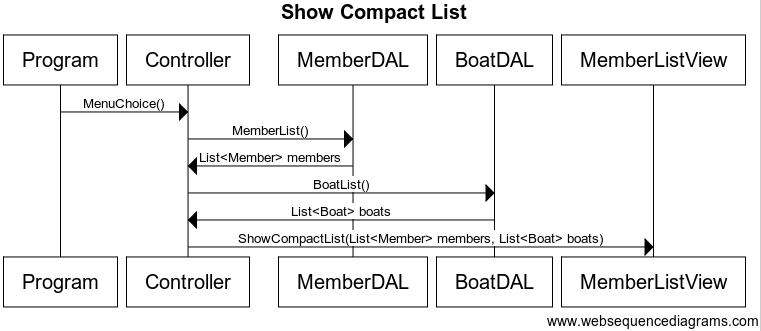 Show Compact List
Program Controller MemberDAL BoatDAL MemberListView
MenuChoice()
MemberList()
List<Member> members
BoatList()
List<Boat> boats
ShowCompactList(List<Member> members, List<Boat> boats)
Program Controller MemberDAL BoatDAL MemberListView
www.websequencediagrams.com